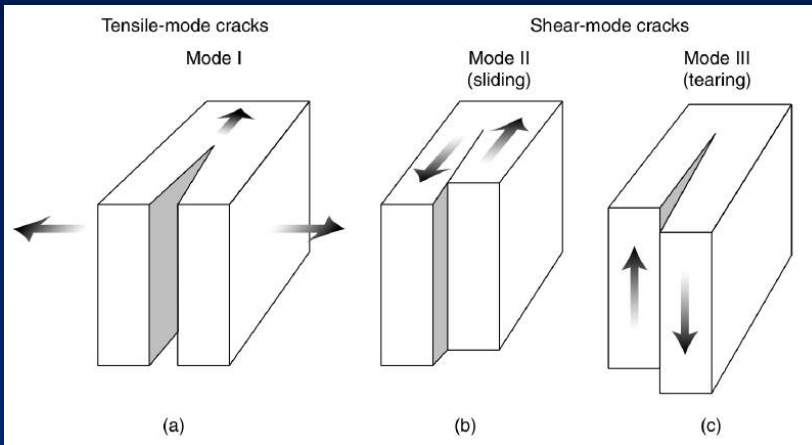 Tensile-mode cracks
Mode I
Shear-mode cracks
Mode II
(sliding)
Mode III
(tearing)
(a)
(b)
(c)